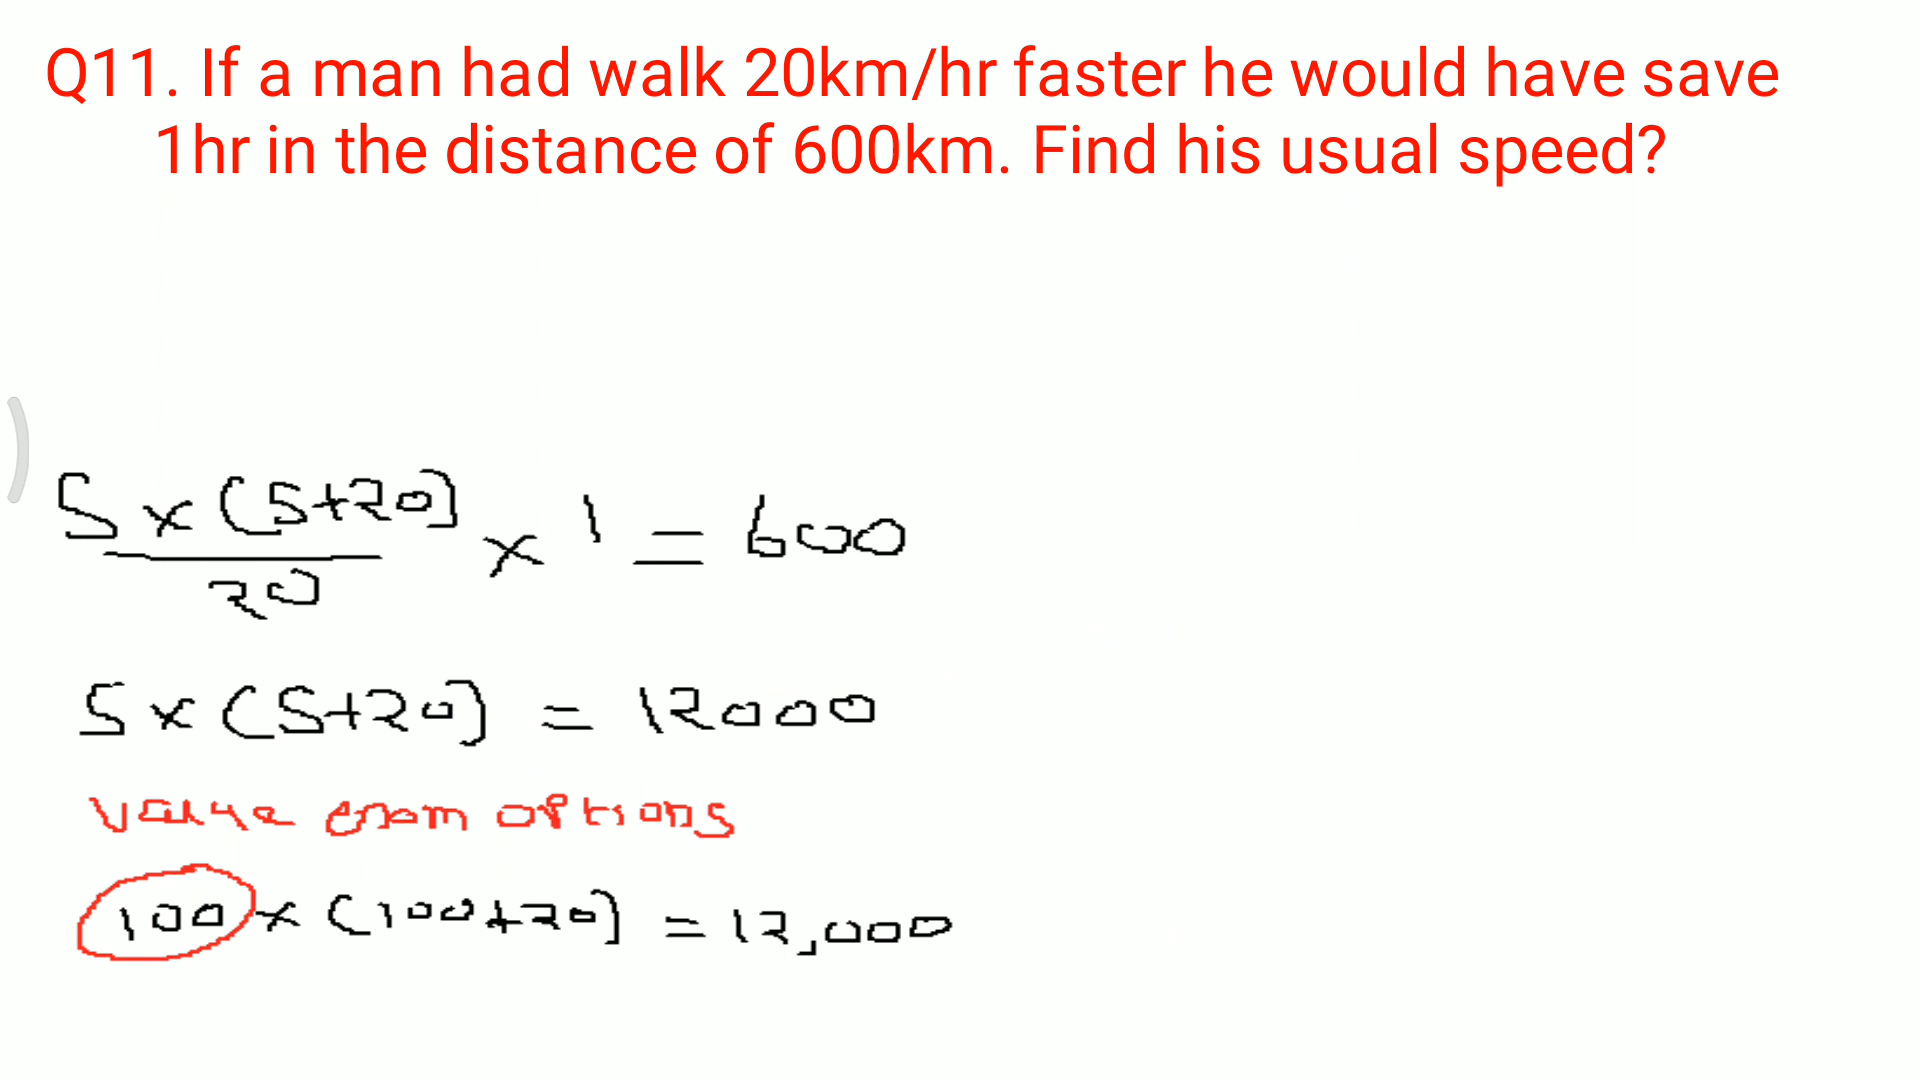 Q11. If a man had walk 20km/hr faster he would have save
1hr in the distance of 600km. Find his usual speed?
S x (S+20) x 1 = 600
20
S x (S+20) = 12000
value from options
100 x (100+20) = 12,000